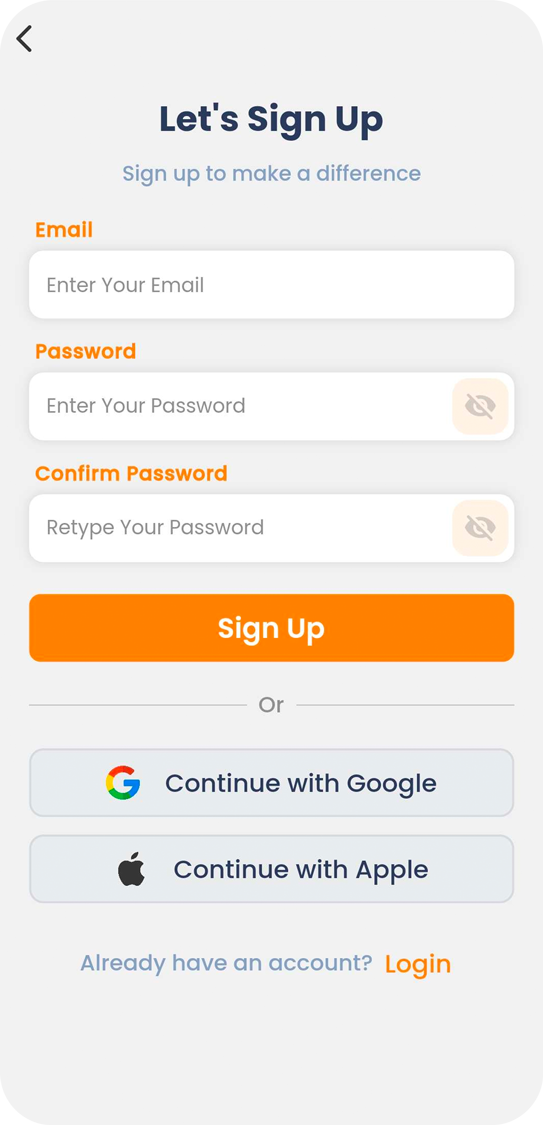 Let's Sign Up
Sign up to make a difference
Email
Enter Your Email
Password
Enter Your Password
Confirm Password
Retype Your Password
Sign Up
Or
Continue with Google
Continue with Apple
Already have an account? Login